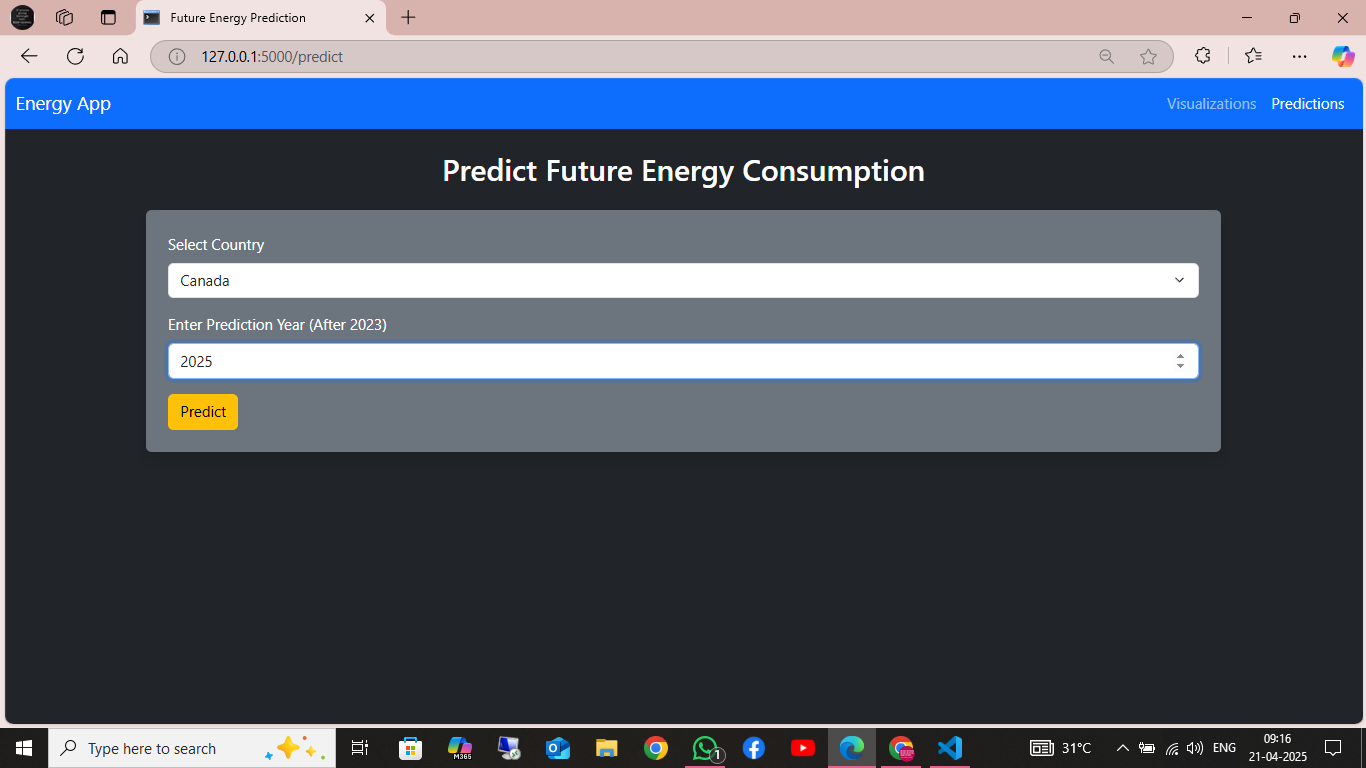 Future Energy Prediction
127.0.0.1:5000/predict
Energy App
Visualizations Predictions
Predict Future Energy Consumption
Select Country
Canada
Enter Prediction Year (After 2023)
2025
Predict
Type here to search
M365
1
31°C
ENG
09:16
21-04-2025